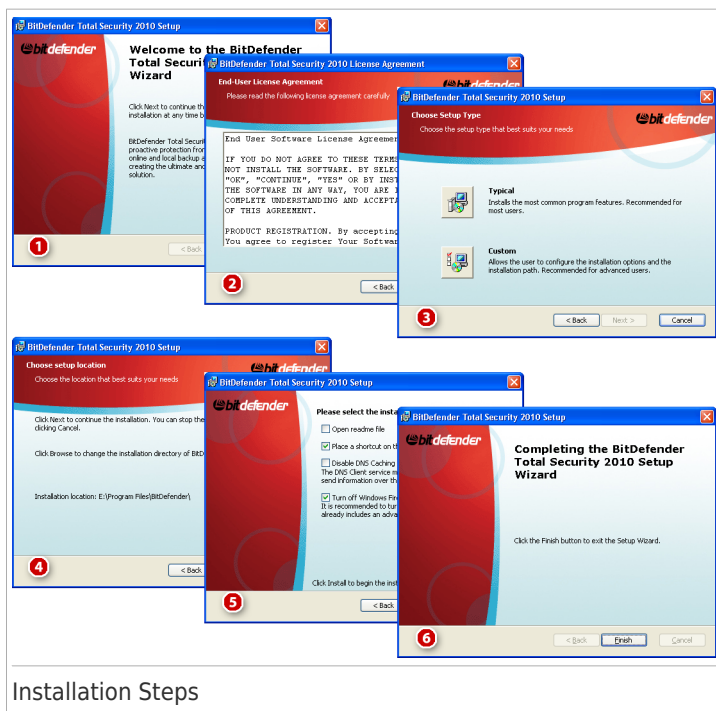 BitDefender Total Security 2010 Setup
bitdefender
Welcome to the BitDefender
Total Securi
Wizard
Click Next to continue th
installation at any time b
BitDefender Total Securi
proactive protection from
online and local backup a
creating the ultimate and
solution.
< Back
1
BitDefender Total Security 2010 License Agreement
End-User License Agreement
Please read the following license agreement carefully
bitdefender
End User Software License Agreemen
IF YOU DO NOT AGREE TO THESE TERMS
NOT INSTALL THE SOFTWARE. BY SELEC
"OK", "CONTINUE", "YES" OR BY INST
THE SOFTWARE IN ANY WAY, YOU ARE I
COMPLETE UNDERSTANDING AND ACCEPTA
OF THIS AGREEMENT.
PRODUCT REGISTRATION. By accepting
You agree to register Your Softwar
< Back
2
BitDefender Total Security 2010 Setup
Choose Setup Type
Choose the setup type that best suits your needs
bitdefender
Typical
Installs the most common program features. Recommended for
most users.
Custom
Allows the user to configure the installation options and the
installation path. Recommended for advanced users.
3
< Back Next > Cancel
BitDefender Total Security 2010 Setup
Choose setup location
Choose the location that best suits your needs
bitdefender
Click Next to continue the installation. You can stop the
clicking Cancel.
Click Browse to change the installation directory of BitD
Installation location: E:\Program Files\BitDefender\
< Back
4
BitDefender Total Security 2010 Setup
bitdefender
Please select the insta
Open readme file
Place a shortcut on th
Disable DNS Caching
The DNS Client service m
send information over th
Turn off Windows Fire
It is recommended to tur
already includes an adva
Click Install to begin the inst
< Back
5
BitDefender Total Security 2010 Setup
bitdefender
Completing the BitDefender
Total Security 2010 Setup
Wizard
Click the Finish button to exit the Setup Wizard.
6
< Back Finish Cancel
Installation Steps